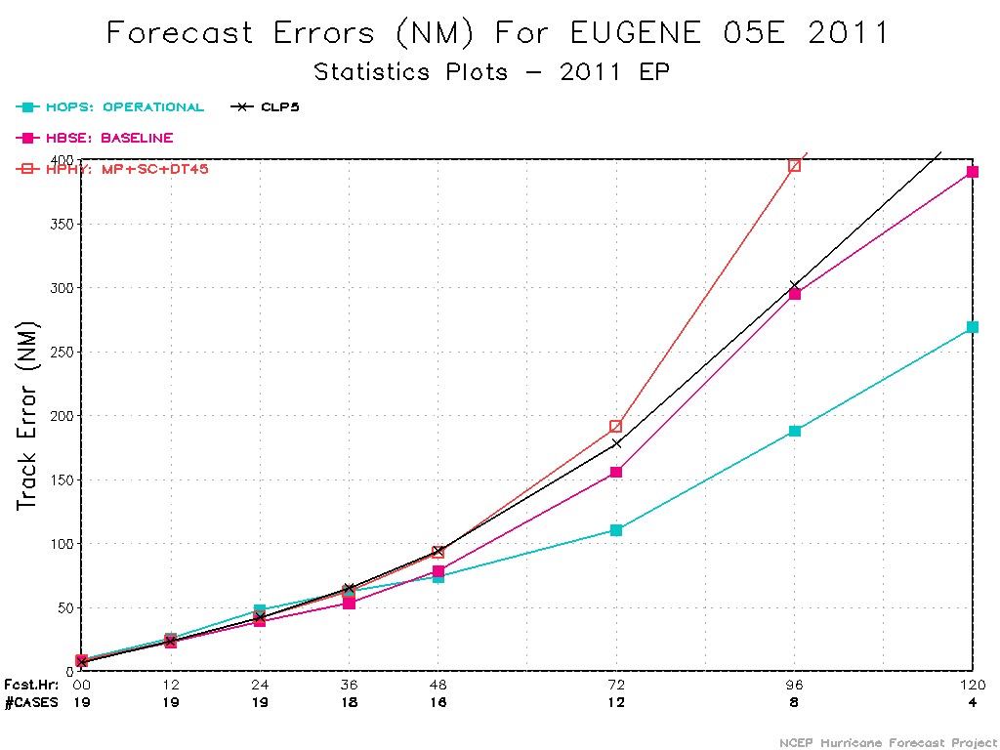 Forecast Errors (NM) For EUGENE 05E 2011
Statistics Plots - 2011 EP
HOPS: OPERATIONAL CLP5
HBSE: BASELINE
HPHY: MP+SC+DT45
400
350
300
250
200
150
100
50
0
Track Error (NM)
Fcst.Hr: 00 12 24 36 48 72 96 120
#CASES 19 19 19 18 16 12 8 4
NCEP Hurricane Forecast Project